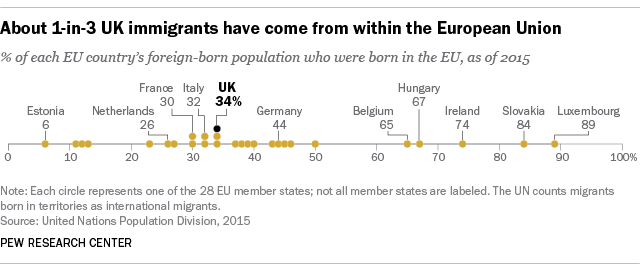 About 1-in-3 UK immigrants have come from within the European Union
% of each EU country's foreign-born population who were born in the EU, as of 2015
Estonia 6
Netherlands 26
France 30
Italy 32
UK 34%
Germany 44
Belgium 65
Hungary 67
Ireland 74
Slovakia 84
Luxembourg 89
0 10 20 30 40 50 60 70 80 90 100%
Note: Each circle represents one of the 28 EU member states; not all member states are labeled. The UN counts migrants
born in territories as international migrants.
Source: United Nations Population Division, 2015
PEW RESEARCH CENTER